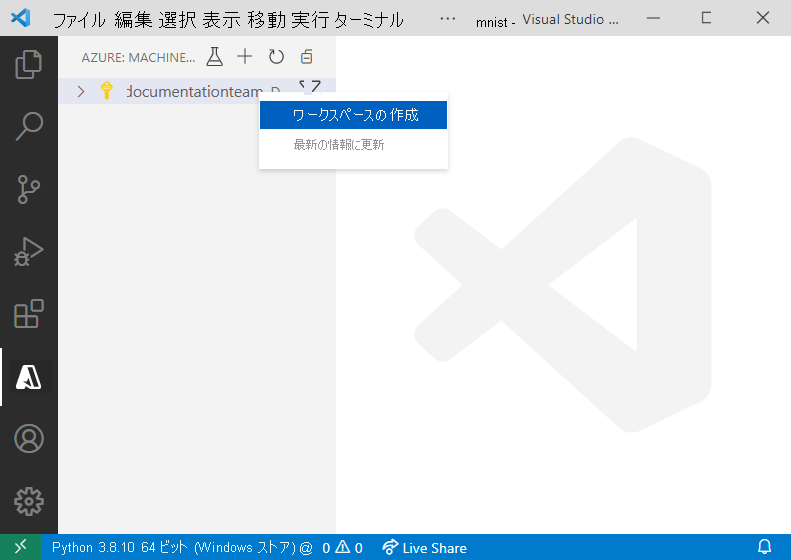 ファイル 編集 選択 表示 移動 実行 ターミナル ... mnist - Visual Studio ...
AZURE: MACHINE...
documentationteam
ワークスペースの作成
最新の情報に更新
Python 3.8.10 64 ビット (Windows ストア) @ 0 0 Live Share